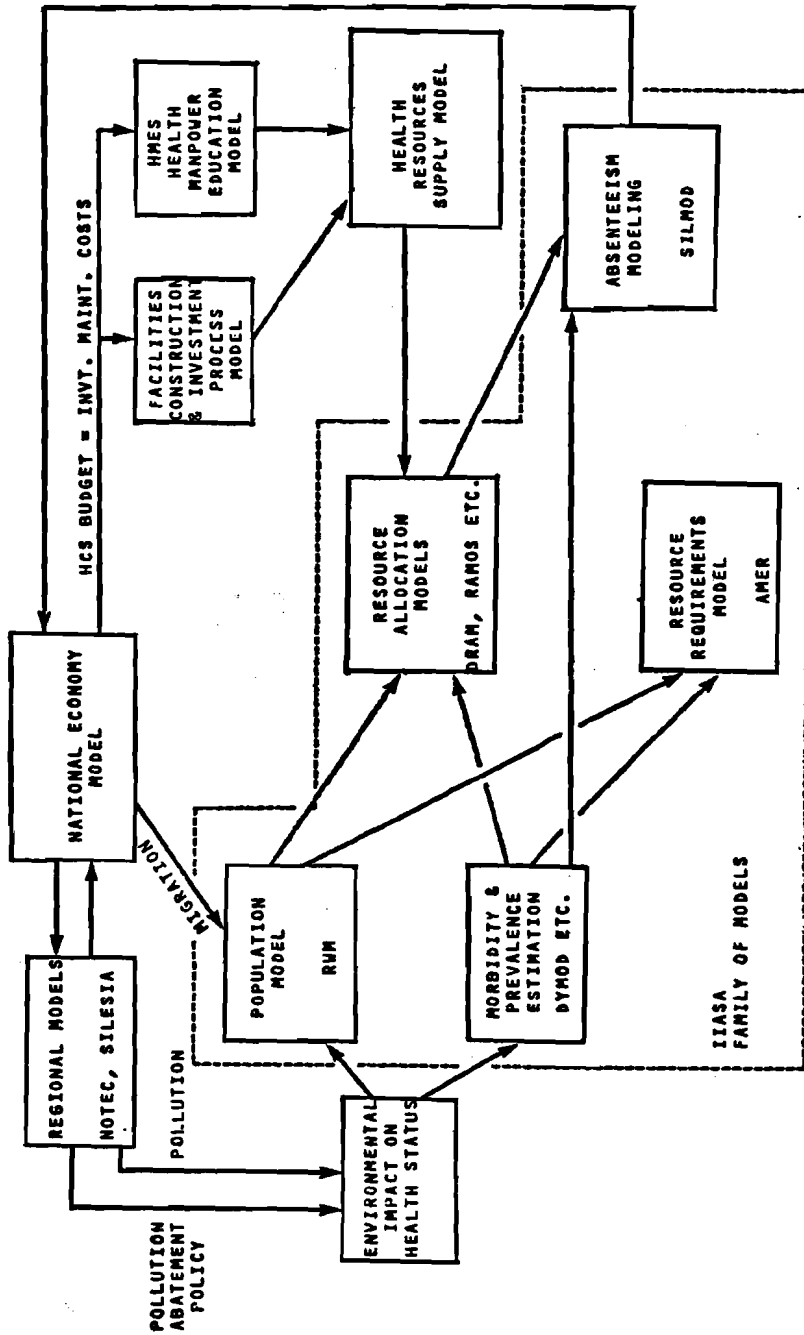 POLLUTION
ABATEMENT
POLICY
POLLUTION
REGIONAL MODELS
NOTEC, SILESIA
NATIONAL ECONOMY
MODEL
HCS BUDGET = INVT. MAINT. COSTS
MIGRATION
FACILITIES
CONSTRUCTION
& INVESTMENT
PROCESS
MODEL
HMES
HEALTH
MANPOWER
EDUCATION
MODEL
ENVIRONMENTAL
IMPACT ON
HEALTH STATUS
POPULATION
MODEL
RWM
RESOURCE
ALLOCATION
MODELS
DRAM, RAMOS ETC.
HEALTH
RESOURCES
SUPPLY MODEL
MORBIDITY &
PREVALENCE
ESTIMATION
DYMOD ETC.
RESOURCE
REQUIREMENTS
MODEL
AMER
ABSENTEEISM
MODELING
SILMOD
IIASA
FAMILY OF MODELS